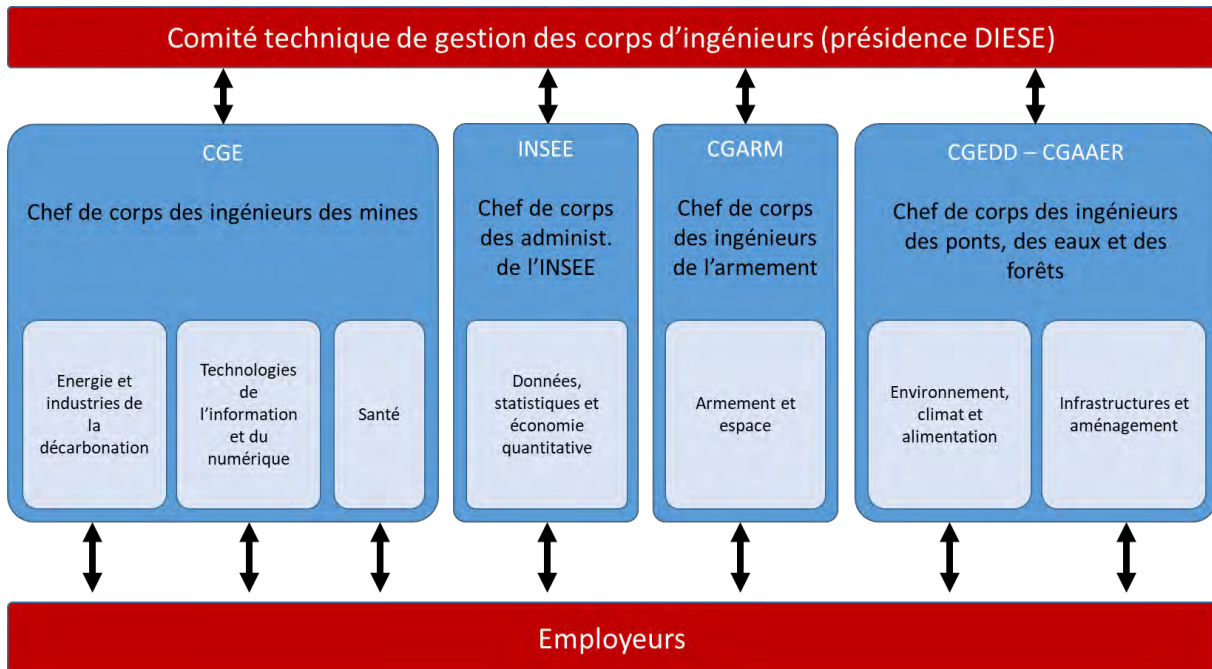 Comité technique de gestion des corps d'ingénieurs (présidence DIESE)
CGE
Chef de corps des ingénieurs des mines
Energie et
industries de
la
décarbonation
Technologies
de
l'information
et du
numérique
Santé
INSEE
Chef de corps
des administ.
de l'INSEE
Données,
statistiques et
économie
quantitative
CGARM
Chef de corps
des ingénieurs
de l'armement
Armement et
espace
CGEDD – CGAAER
Chef de corps des ingénieurs
des ponts, des eaux et des
forêts
Environnement,
climat et
alimentation
Infrastructures et
aménagement
Employeurs